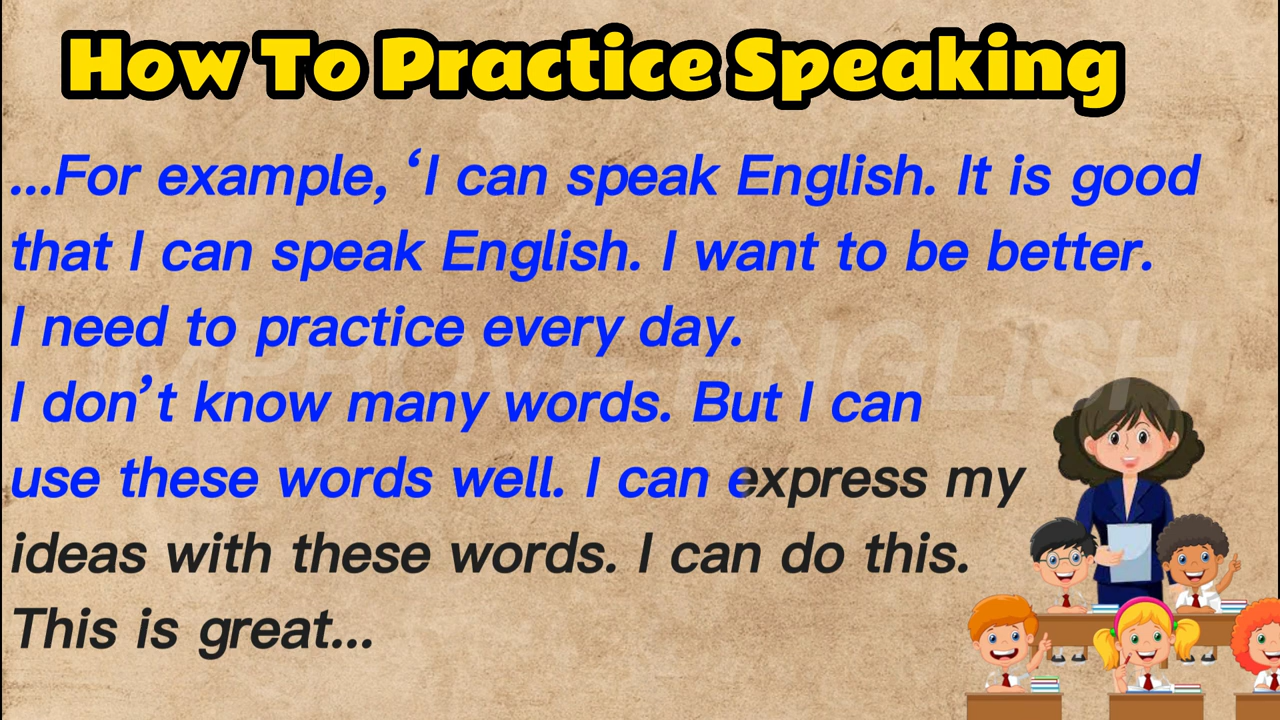 How To Practice Speaking
...For example, ‘I can speak English. It is good
that I can speak English. I want to be better.
I need to practice every day.
I don’t know many words. But I can
use these words well. I can express my
ideas with these words. I can do this.
This is great...
IMPROVE ENGLISH